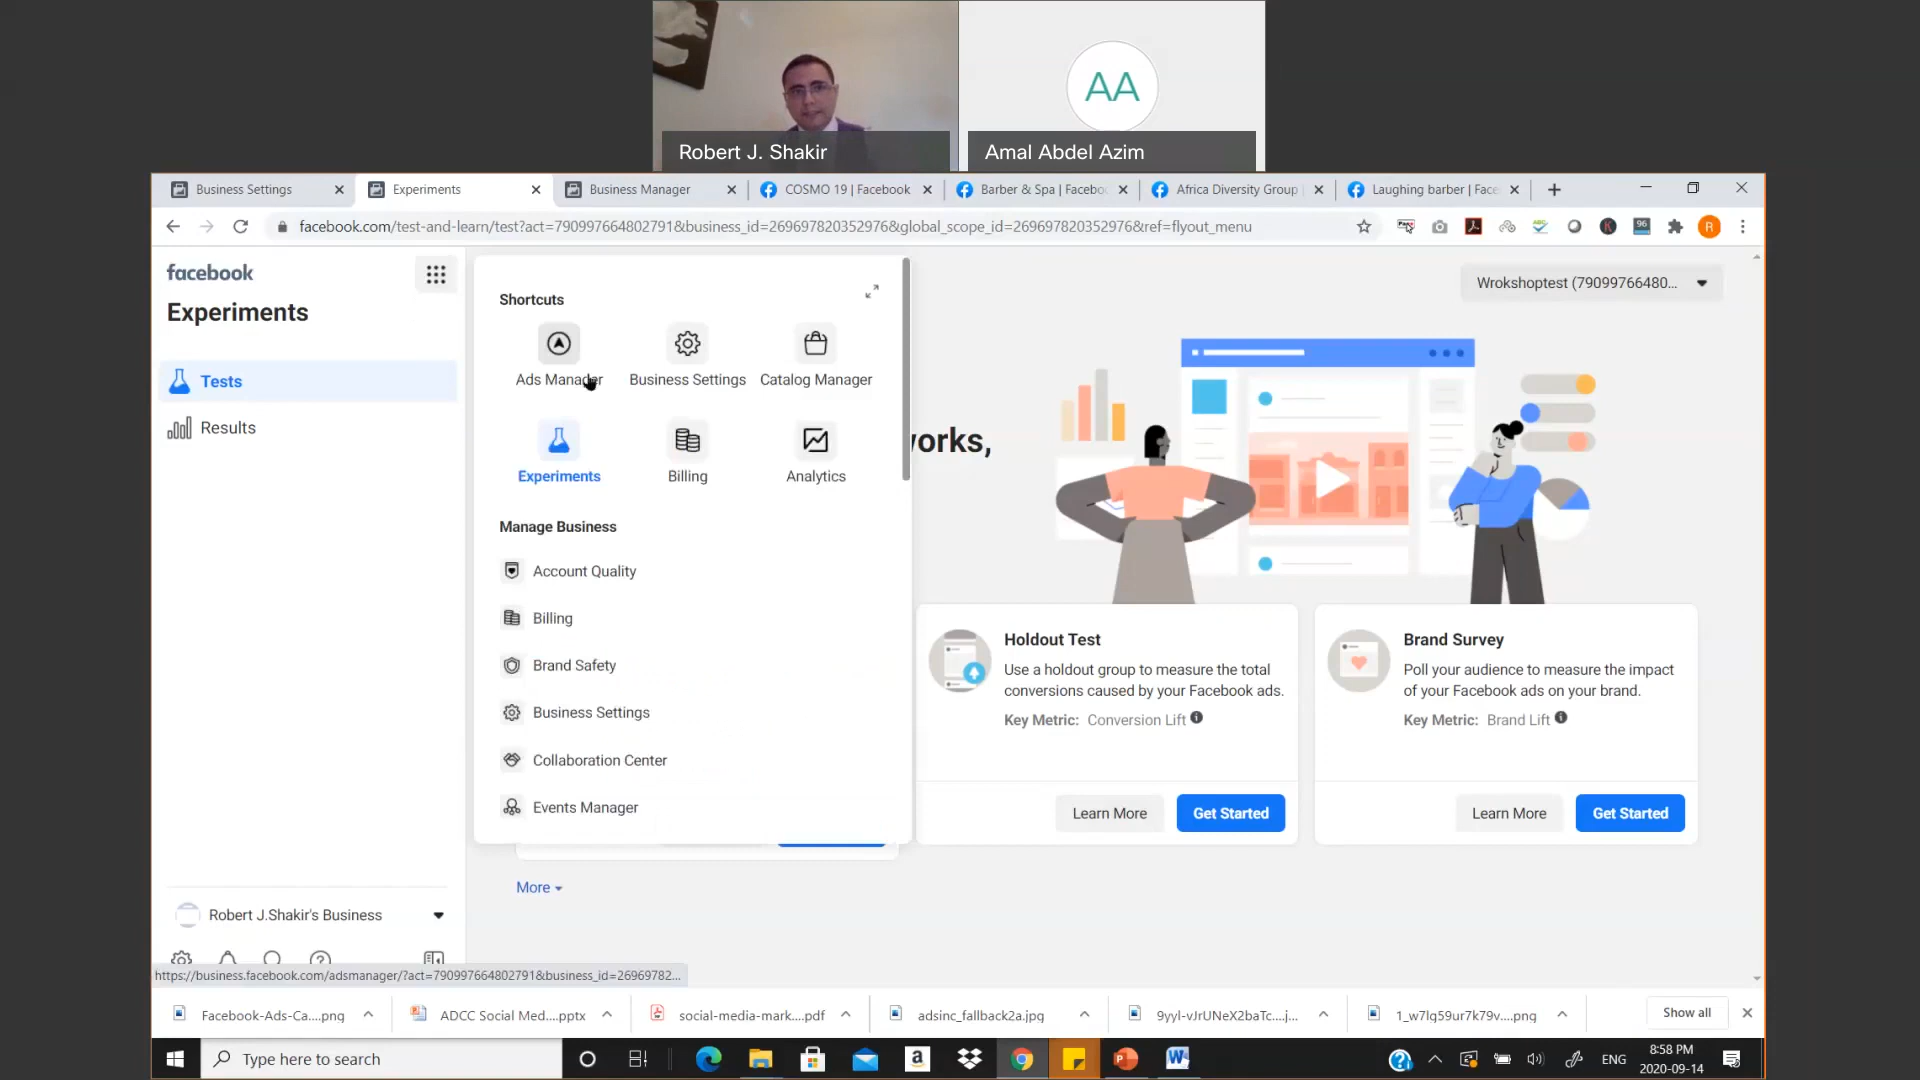 AA
Robert J. Shakir
Amal Abdel Azim
Business Settings
Experiments
Business Manager
COSMO 19 | Facebook
Barber & Spa | Facebo
Africa Diversity Group
Laughing barber | Face
facebook.com/test-and-learn/test?act=790997664802791&business_id=269697820352976&global_scope_id=269697820352976&ref=flyout_menu
96
R
facebook
Experiments
Tests
Results
Shortcuts
Ads Manager
Business Settings
Catalog Manager
Experiments
Billing
Analytics
Manage Business
Account Quality
Billing
Brand Safety
Business Settings
Collaboration Center
Events Manager
Wrokshoptest (79099766480...
works,
Holdout Test
Use a holdout group to measure the total
conversions caused by your Facebook ads.
Key Metric: Conversion Lift
Learn More
Get Started
Brand Survey
Poll your audience to measure the impact
of your Facebook ads on your brand.
Key Metric: Brand Lift
Learn More
Get Started
More
Robert J.Shakir's Business
https://business.facebook.com/adsmanager/?act=790997664802791&business_id=26969782...
Facebook-Ads-Ca....png
ADCC Social Med....pptx
social-media-mark....pdf
adsinc_fallback2a.jpg
9yyl-vJrUNeX2baTc....j...
1_w7lg59ur7k79v....png
Show all
Type here to search
ENG
8:58 PM
2020-09-14